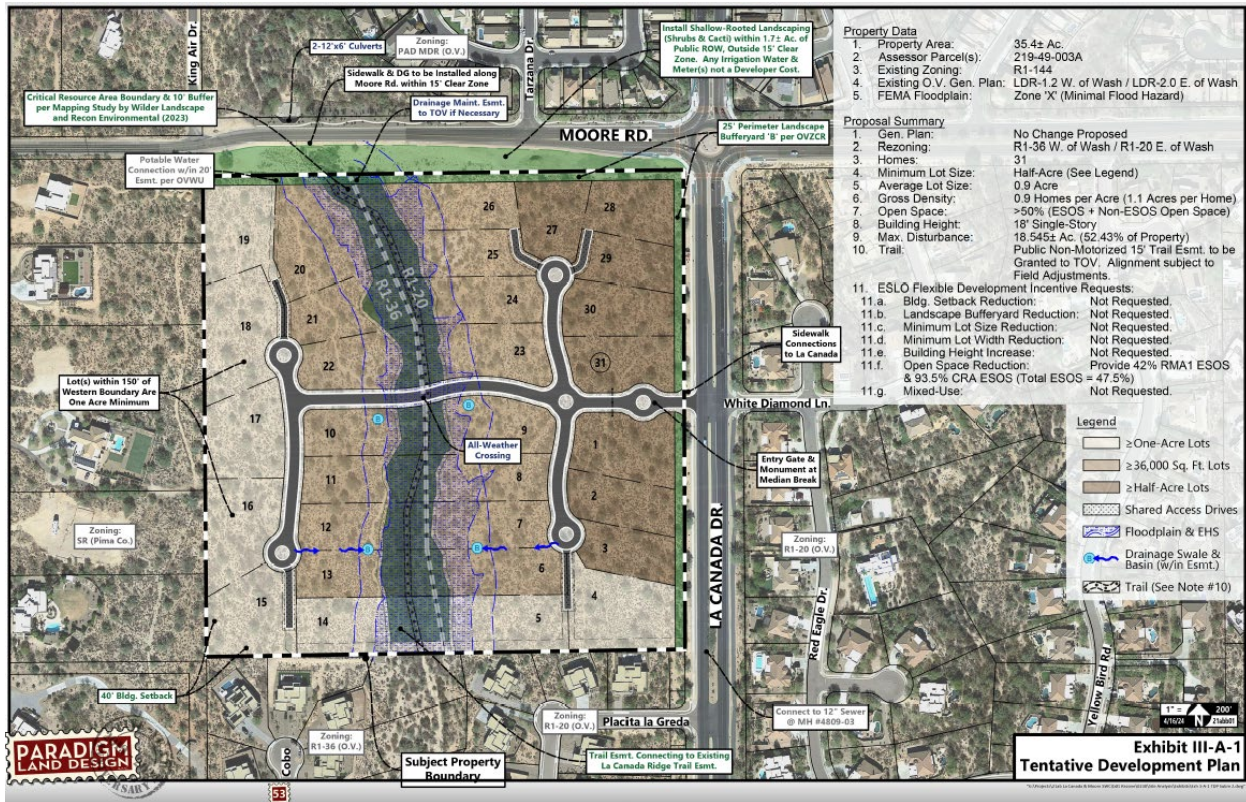 King Air Dr.
2-12'x6' Culverts
Zoning:
PAD MDR (O.V.)
Tarzana Dr.
Install Shallow-Rooted Landscaping
(Shrubs & Cacti) within 1.7± Ac. of
Public ROW, Outside 15' Clear
Zone. Any Irrigation Water &
Meter(s) not a Developer Cost.
Sidewalk & DG to be Installed along
Moore Rd. within 15' Clear Zone
Critical Resource Area Boundary & 10' Buffer
per Mapping Study by Wilder Landscape
and Recon Environmental (2023)
Drainage Maint. Esmt.
to TOV if Necessary
MOORE RD.
25' Perimeter Landscape
Bufferyard 'B' per OVZCR
Potable Water
Connection w/in 20'
Esmt. per OVWU
Property Data
1. Property Area: 35.4± Ac.
2. Assessor Parcel(s): 219-49-003A
3. Existing Zoning: R1-144
4. Existing O.V. Gen. Plan: LDR-1.2 W. of Wash / LDR-2.0 E. of Wash
5. FEMA Floodplain: Zone 'X' (Minimal Flood Hazard)
Proposal Summary
1. Gen. Plan: No Change Proposed
2. Rezoning: R1-36 W. of Wash / R1-20 E. of Wash
3. Homes: 31
4. Minimum Lot Size: Half-Acre (See Legend)
5. Average Lot Size: 0.9 Acre
6. Gross Density: 0.9 Homes per Acre (1.1 Acres per Home)
7. Open Space: >50% (ESOS + Non-ESOS Open Space)
8. Building Height: 18' Single-Story
9. Max. Disturbance: 18.545± Ac. (52.43% of Property)
10. Trail: Public Non-Motorized 15' Trail Esmt. to be
Granted to TOV. Alignment subject to
Field Adjustments.
11. ESLO Flexible Development Incentive Requests:
11.a. Bldg. Setback Reduction: Not Requested.
11.b. Landscape Bufferyard Reduction: Not Requested.
11.c. Minimum Lot Size Reduction: Not Requested.
11.d. Minimum Lot Width Reduction: Not Requested.
11.e. Building Height Increase: Not Requested.
11.f. Open Space Reduction: Provide 42% RMA1 ESOS
& 93.5% CRA ESOS (Total ESOS = 47.5%)
11.g. Mixed-Use: Not Requested.
Legend
≥One-Acre Lots
≥36,000 Sq. Ft. Lots
≥Half-Acre Lots
Shared Access Drives
Floodplain & EHS
B
Drainage Swale &
Basin (w/in Esmt.)
Trail (See Note #10)
26
27
28
19
20
25
29
R1-20
R1-36
18
21
24
30
22
23
31
Sidewalk
Connections
to La Canada
Lot(s) within 150' of
Western Boundary Are
One Acre Minimum
17
White Diamond Ln.
B
B
10
9
1
All-Weather
Crossing
Entry Gate &
Monument at
Median Break
11
8
2
16
12
7
3
Zoning:
SR (Pima Co.)
B
B
Zoning:
R1-20 (O.V.)
13
6
15
14
5
4
LA CANADA DR.
Red Eagle Dr.
Yellow Bird Rd.
40' Bldg. Setback
Zoning:
R1-36 (O.V.)
Cobo
Subject Property
Boundary
Zoning:
R1-20 (O.V.)
Placita la Greda
Trail Esmt. Connecting to Existing
La Canada Ridge Trail Esmt.
Connect to 12" Sewer
@ MH #4809-03
1" = 200'
N
4/16/24
21abb01
PARADIGM
LAND DESIGN
53
Exhibit III-A-1
Tentative Development Plan